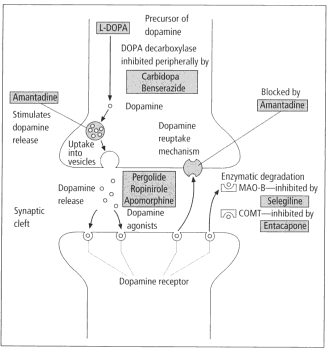 L-DOPA
Precursor of
dopamine
DOPA decarboxylase
inhibited peripherally by
Carbidopa
Benserazide
Amantadine
Stimulates
dopamine
release
Dopamine
Uptake
into
vesicles
Dopamine
reuptake
mechanism
Blocked by
Amantadine
Dopamine
release
Pergolide
Ropinirole
Apomorphine
Dopamine
agonists
Enzymatic degradation
MAO-B—inhibited by
Selegiline
COMT—inhibited by
Entacapone
Synaptic
cleft
Dopamine receptor